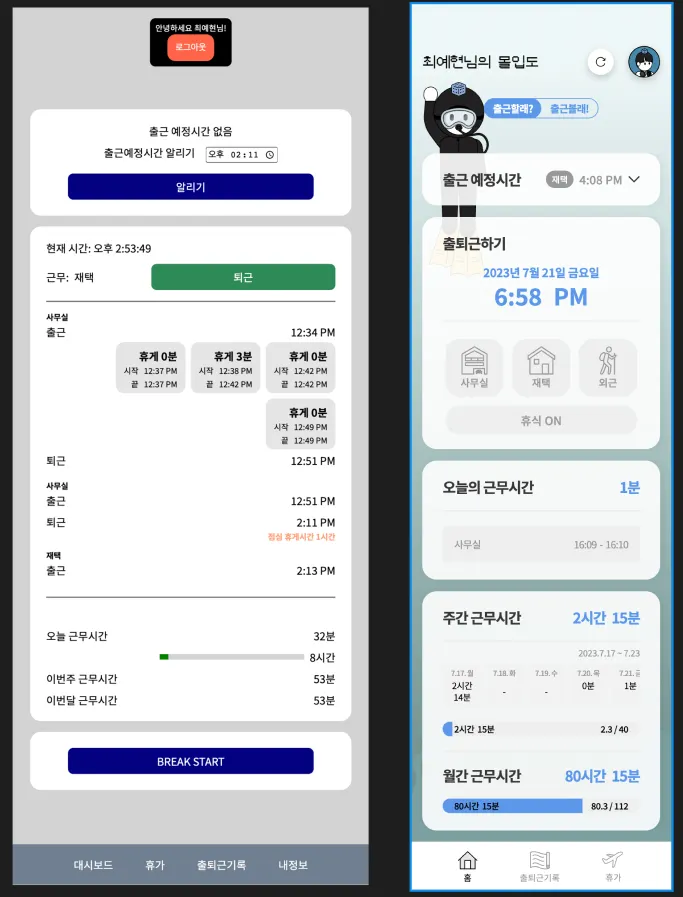 안녕하세요 최예현님!
로그아웃
출근 예정시간 없음
출근예정시간 알리기 오후 02:11
알리기
현재 시간: 오후 2:53:49
근무: 재택 퇴근
사무실
출근 12:34 PM
휴게 0분 휴게 3분 휴게 0분
시작 12:37 PM 시작 12:38 PM 시작 12:42 PM
끝 12:37 PM 끝 12:42 PM 끝 12:42 PM
휴게 0분
시작 12:49 PM
끝 12:49 PM
퇴근 12:51 PM
사무실
출근 12:51 PM
퇴근 2:11 PM
점심 휴게시간 1시간
재택
출근 2:13 PM
오늘 근무시간 32분
8시간
이번주 근무시간 53분
이번달 근무시간 53분
BREAK START
대시보드 휴가 출퇴근기록 내정보
최예현님의 몰입도
출근할래? 출근볼래!
출근 예정시간 재택 4:08 PM
출퇴근하기
2023년 7월 21일 금요일
6:58 PM
사무실 재택 외근
휴식 ON
오늘의 근무시간 1분
사무실 16:09 - 16:10
주간 근무시간 2시간 15분
2023.7.17 ~ 7.23
7.17. 월 7.18. 화 7.19. 수 7.20. 목 7.21. 금
2시간 - - 0분 1분
14분
2시간 15분 2.3 / 40
월간 근무시간 80시간 15분
80시간 15분 80.3 / 112
홈 출퇴근기록 휴가